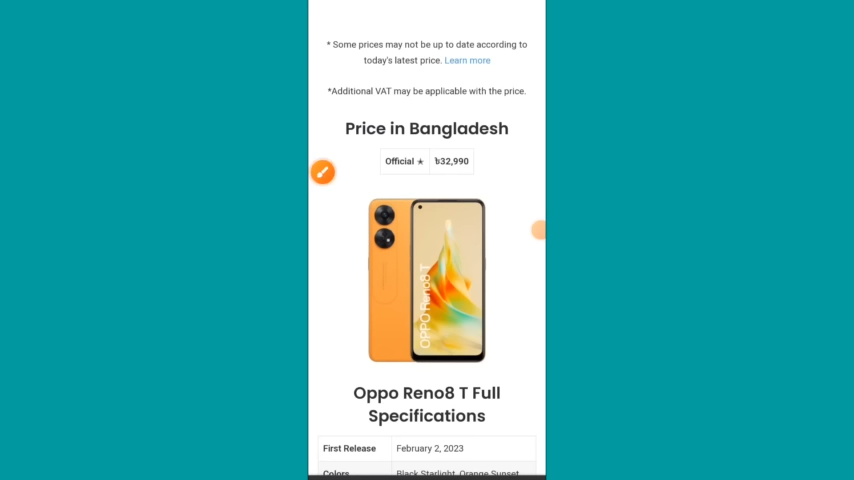 * Some prices may not be up to date according to
today's latest price. Learn more
*Additional VAT may be applicable with the price.
Price in Bangladesh
Official ★ ৳32,990
OPPO Reno8 T
Oppo Reno8 T Full
Specifications
First Release February 2, 2023
Colors Black Starlight, Orange Sunset